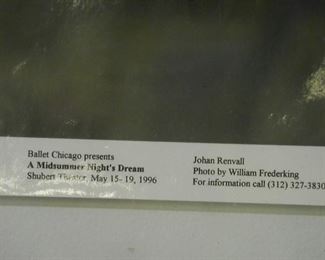 Ballet Chicago presents
A Midsummer Night's Dream
Shubert Theater, May 15-19, 1996
Johan Renvall
Photo by William Frederking
For information call (312) 327-3830